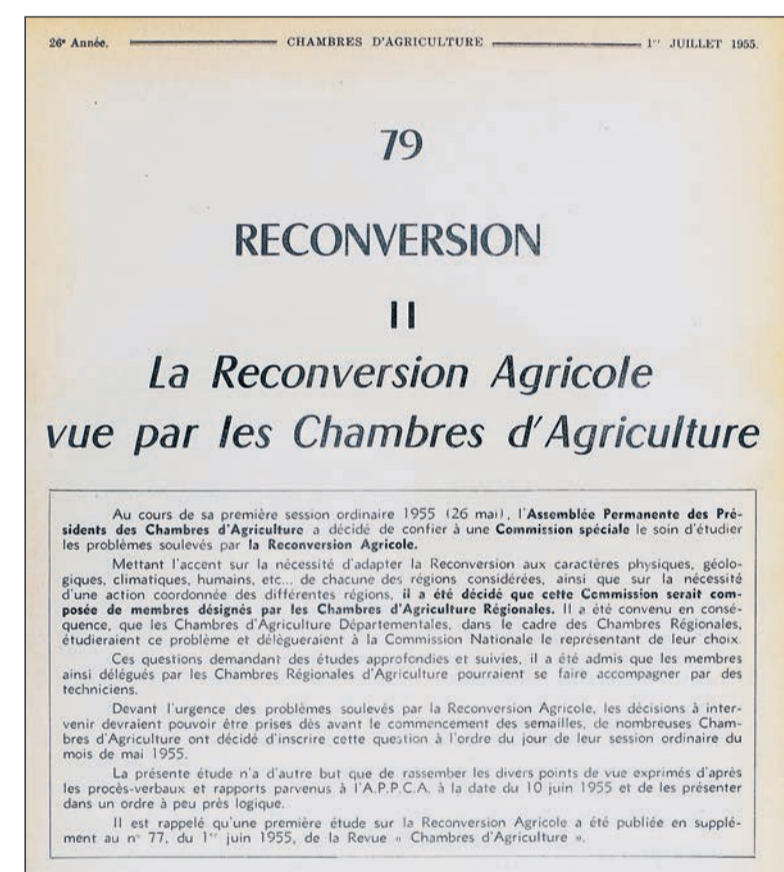 26e Année. CHAMBRES D'AGRICULTURE 1er JUILLET 1955.
79
RECONVERSION
II
La Reconversion Agricole
vue par les Chambres d'Agriculture
Au cours de sa première session ordinaire 1955 (26 mai), l'Assemblée Permanente des Pré-
sidents des Chambres d'Agriculture a décidé de confier à une Commission spéciale le soin d'étudier
les problèmes soulevés par la Reconversion Agricole.
Mettant l'accent sur la nécessité d'adapter la Reconversion aux caractères physiques, géolo-
giques, climatiques, humains, etc... de chacune des régions considérées, ainsi que sur la nécessité
d'une action coordonnée des différentes régions, il a été décidé que cette Commission serait com-
posée de membres désignés par les Chambres d'Agriculture Régionales. Il a été convenu en consé-
quence, que les Chambres d'Agriculture Départementales, dans le cadre des Chambres Régionales,
étudieraient ce problème et délègueraient à la Commission Nationale le représentant de leur choix.
Ces questions demandant des études approfondies et suivies, il a été admis que les membres
ainsi délégués par les Chambres Régionales d'Agriculture pourraient se faire accompagner par des
techniciens.
Devant l'urgence des problèmes soulevés par la Reconversion Agricole, les décisions à inter-
venir devraient pouvoir être prises dès avant le commencement des semailles, de nombreuses Cham-
bres d'Agriculture ont décidé d'inscrire cette question à l'ordre du jour de leur session ordinaire du
mois de mai 1955.
La présente étude n'a d'autre but que de rassembler les divers points de vue exprimés d'après
les procès-verbaux et rapports parvenus à l'A.P.P.C.A. à la date du 10 juin 1955 et de les présenter
dans un ordre à peu près logique.
Il est rappelé qu'une première étude sur la Reconversion Agricole a été publiée en supplé-
ment au n° 77, du 1er juin 1955, de la Revue « Chambres d'Agriculture ».